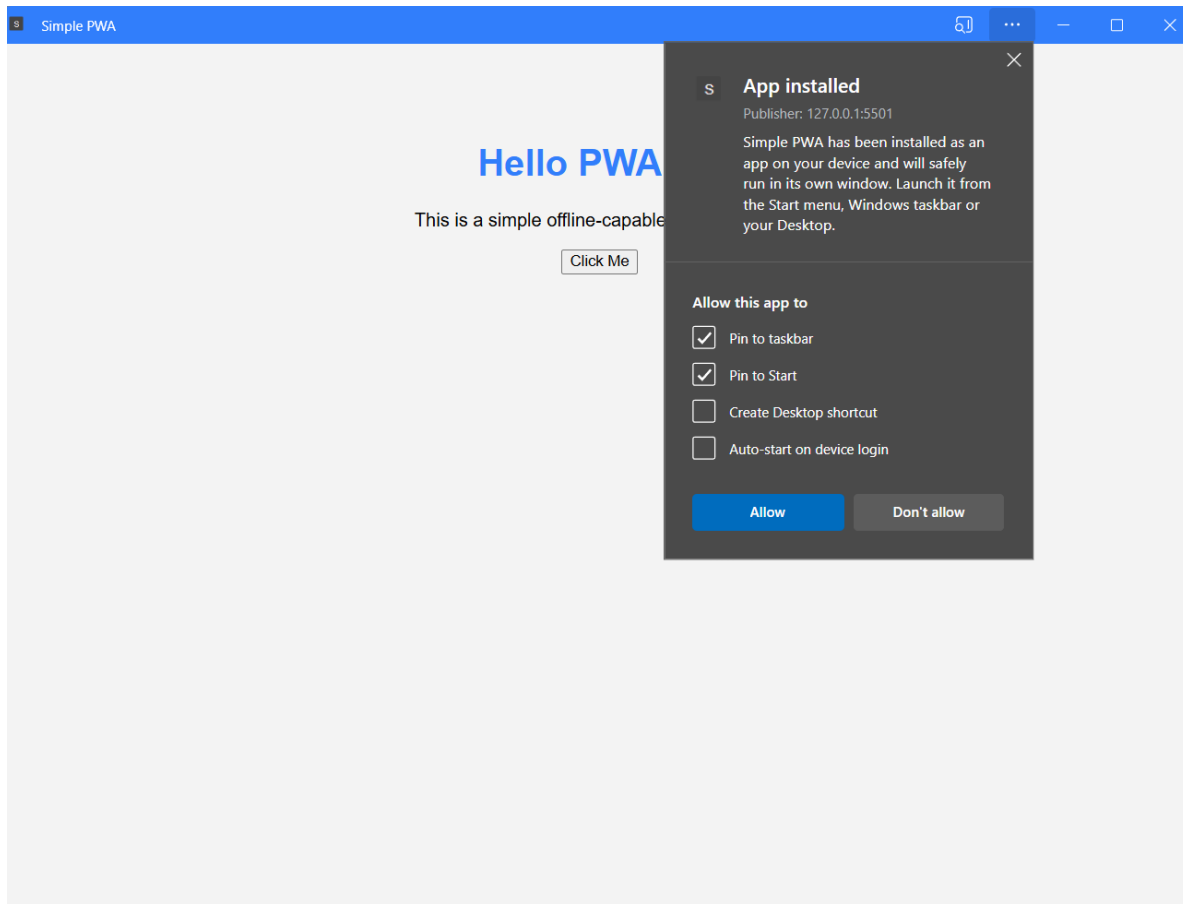 S Simple PWA
S App installed
Publisher: 127.0.0.1:5501
Simple PWA has been installed as an
app on your device and will safely
run in its own window. Launch it from
the Start menu, Windows taskbar or
your Desktop.
Hello PWA
This is a simple offline-capable
Click Me
Allow this app to
Pin to taskbar
Pin to Start
Create Desktop shortcut
Auto-start on device login
Allow Don't allow